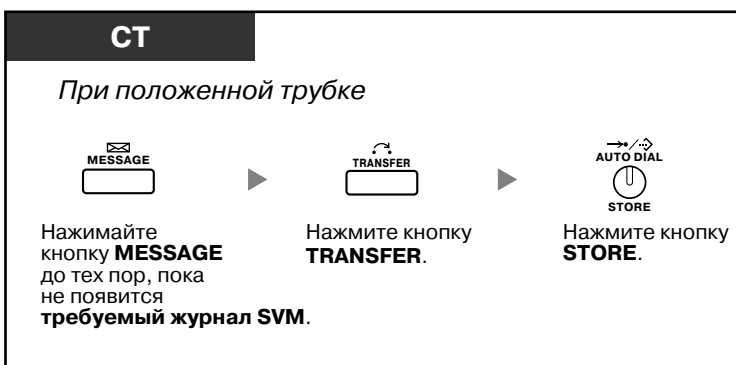 СТ
При положенной трубке
MESSAGE
TRANSFER
AUTO DIAL
STORE
Нажимайте
кнопку MESSAGE
до тех пор, пока
не появится
требуемый журнал SVM.
Нажмите кнопку
TRANSFER.
Нажмите кнопку
STORE.